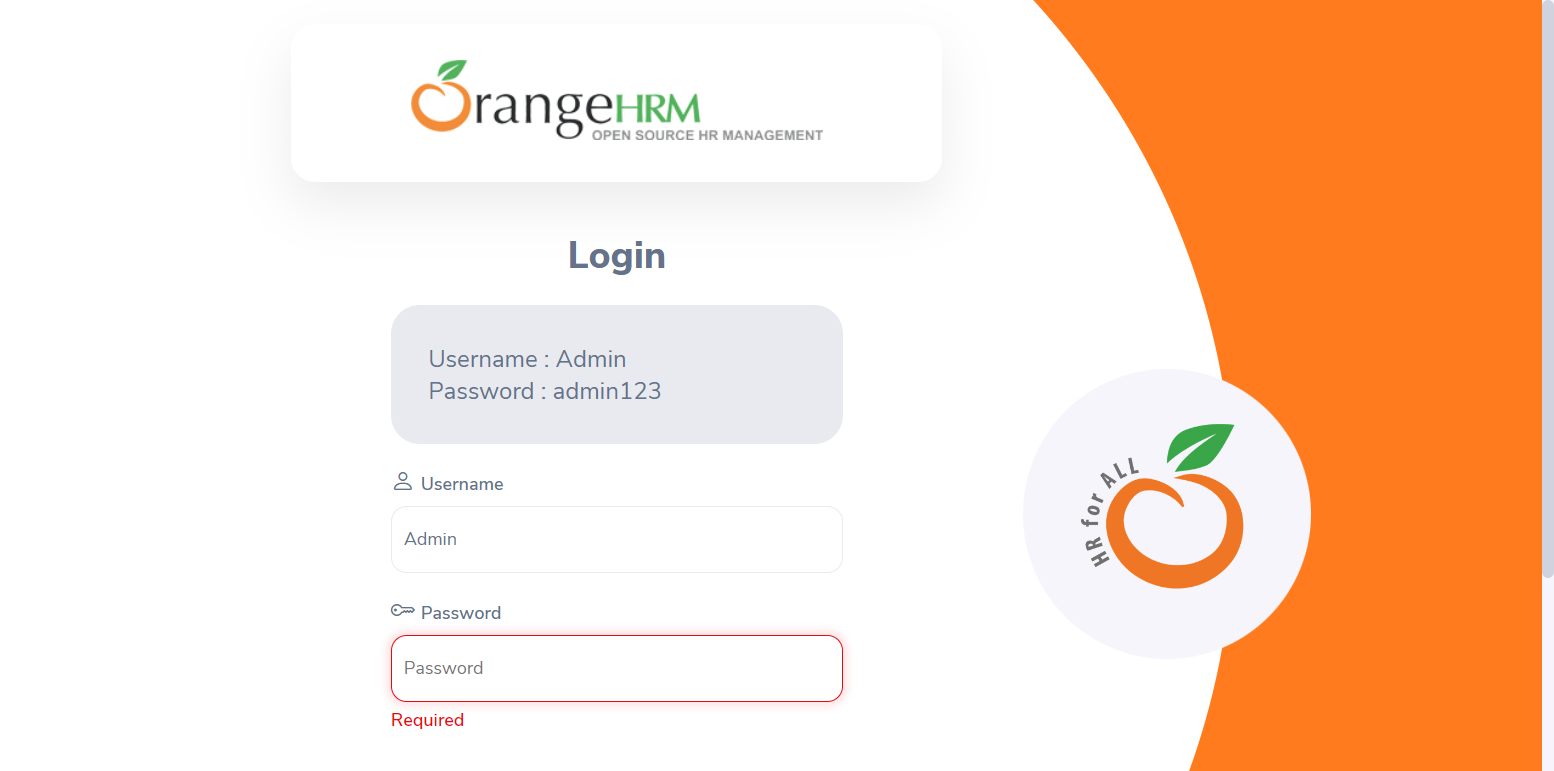 OrangeHRM
OPEN SOURCE HR MANAGEMENT
Login
Username : Admin
Password : admin123
Username
Admin
Password
Password
Required
HR for ALL